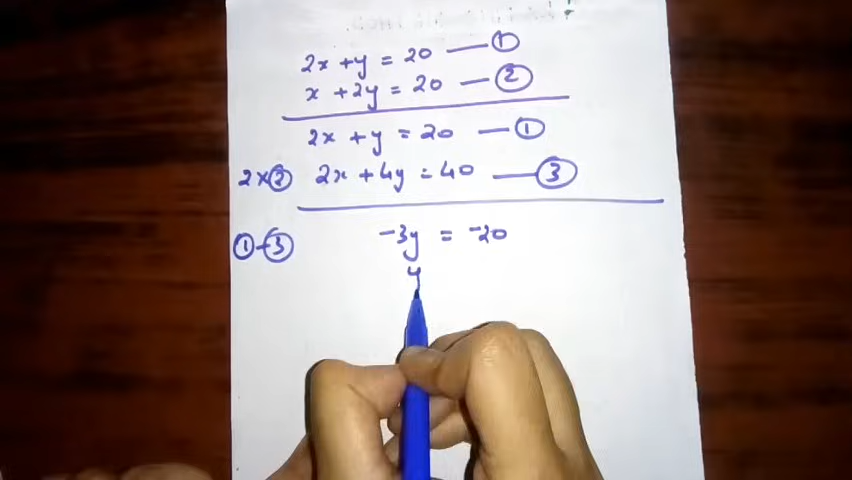 2x + y = 20 — ①
x + 2y = 20 — ②
2x + y = 20 — ①
2×② 2x + 4y = 40 — ③
①-③ -3y = -20
y